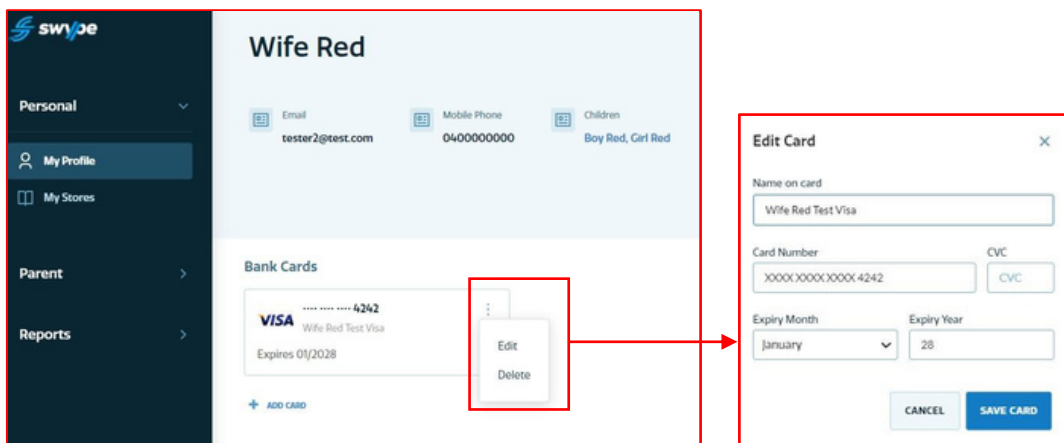 swype
Wife Red
Personal
Email
tester2@test.com
Mobile Phone
0400000000
Children
Boy Red, Girl Red
My Profile
My Stores
Parent
Reports
Bank Cards
VISA
.... .... .... 4242
Wife Red Test Visa
Expires 01/2028
Edit
Delete
+ ADD CARD
Edit Card
Name on card
Wife Red Test Visa
Card Number
CVC
XXXX XXXX XXXX 4242
CVC
Expiry Month
Expiry Year
January
28
CANCEL
SAVE CARD